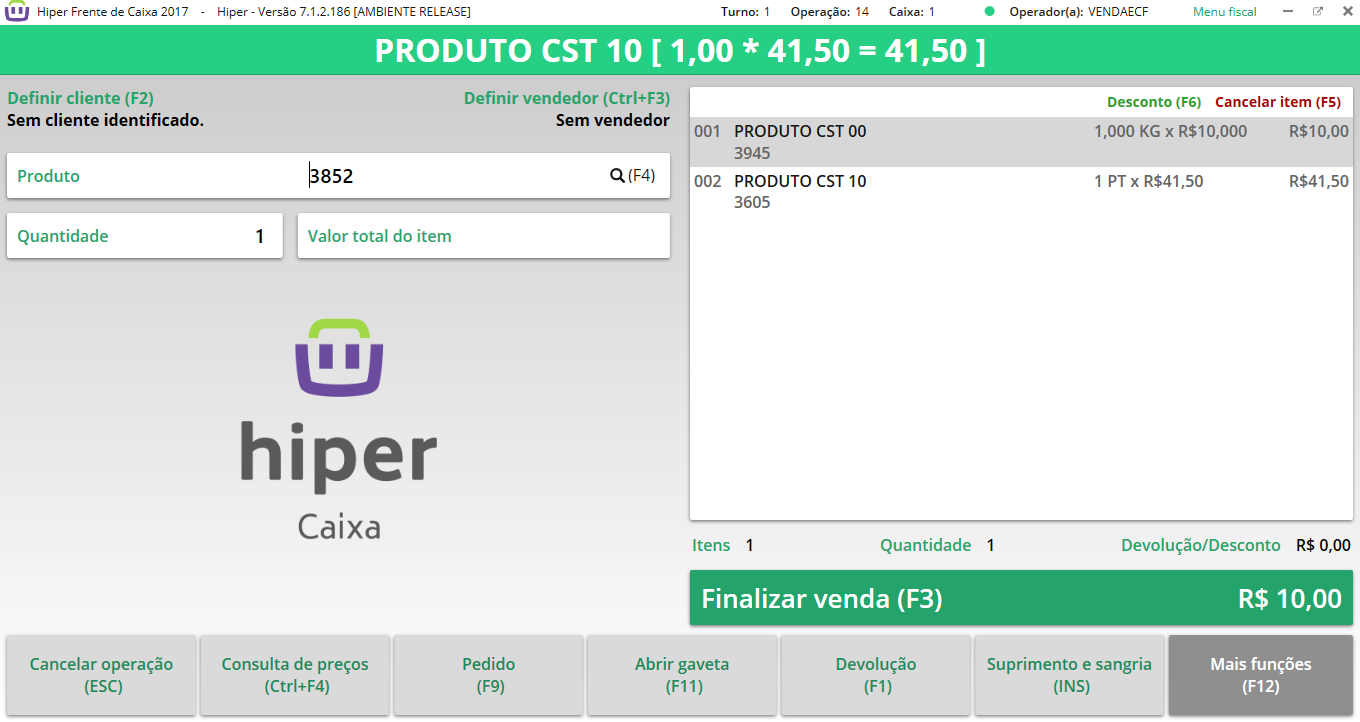 Hiper Frente de Caixa 2017 - Hiper - Versão 7.1.2.186 [AMBIENTE RELEASE] Turno: 1 Operação: 14 Caixa: 1 Operador(a): VENDAECF Menu fiscal
PRODUTO CST 10 [ 1,00 * 41,50 = 41,50 ]
Definir cliente (F2) Definir vendedor (Ctrl+F3)
Sem cliente identificado. Sem vendedor
Produto 3852 (F4)
Quantidade 1 Valor total do item
hiper
Caixa
Desconto (F6) Cancelar item (F5)
001 PRODUTO CST 00 1,000 KG x R$10,000 R$10,00
3945
002 PRODUTO CST 10 1 PT x R$41,50 R$41,50
3605
Itens 1 Quantidade 1 Devolução/Desconto R$ 0,00
Finalizar venda (F3) R$ 10,00
Cancelar operação
(ESC)
Consulta de preços
(Ctrl+F4)
Pedido
(F9)
Abrir gaveta
(F11)
Devolução
(F1)
Suprimento e sangria
(INS)
Mais funções
(F12)